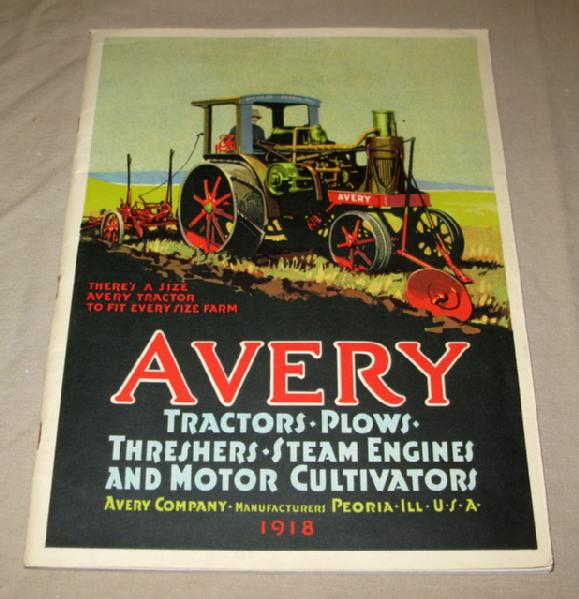 AVERY
THERE'S A SIZE
AVERY TRACTOR
TO FIT EVERY SIZE FARM
AVERY
TRACTORS · PLOWS ·
THRESHERS · STEAM ENGINES
AND MOTOR CULTIVATORS
AVERY COMPANY - MANUFACTURERS PEORIA · ILL · U·S·A·
1918